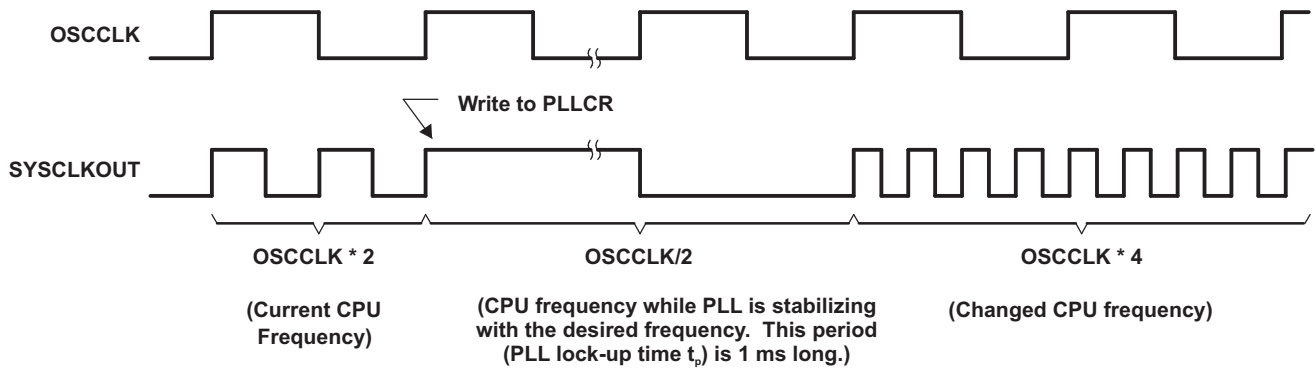 OSCCLK
Write to PLLCR
SYSCLKOUT
OSCCLK * 2
(Current CPU
Frequency)
OSCCLK/2
(CPU frequency while PLL is stabilizing
with the desired frequency. This period
(PLL lock-up time tp) is 1 ms long.)
OSCCLK * 4
(Changed CPU frequency)